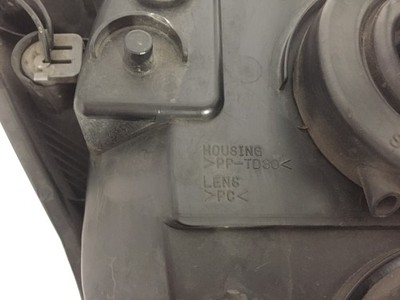 HOUSING
>PP-TD30<
LENS
>PC<